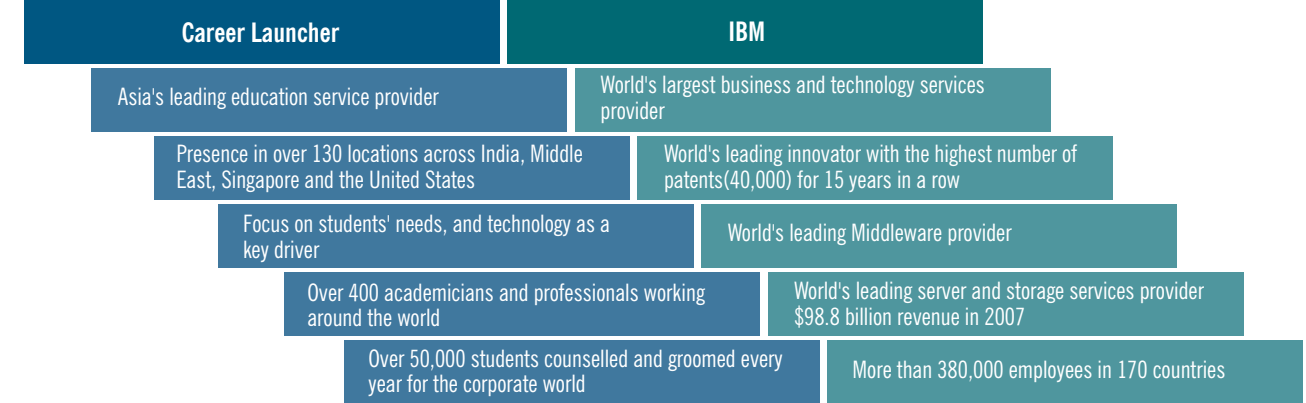 Career Launcher
IBM
Asia's leading education service provider
World's largest business and technology services
provider
Presence in over 130 locations across India, Middle
East, Singapore and the United States
World's leading innovator with the highest number of
patents(40,000) for 15 years in a row
Focus on students' needs, and technology as a
key driver
World's leading Middleware provider
Over 400 academicians and professionals working
around the world
World's leading server and storage services provider
$98.8 billion revenue in 2007
Over 50,000 students counselled and groomed every
year for the corporate world
More than 380,000 employees in 170 countries